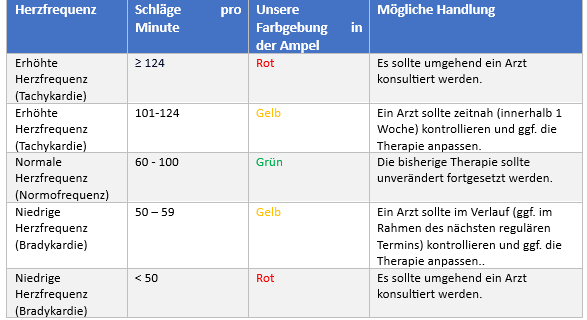 Herzfrequenz
Schläge pro
Minute
Unsere
Farbgebung in
der Ampel
Mögliche Handlung
Erhöhte
Herzfrequenz
(Tachykardie)
≥ 124
Rot
Es sollte umgehend ein Arzt
konsultiert werden.
Erhöhte
Herzfrequenz
(Tachykardie)
101-124
Gelb
Ein Arzt sollte zeitnah (innerhalb 1
Woche) kontrollieren und ggf. die
Therapie anpassen.
Normale
Herzfrequenz
(Normofrequenz)
60 - 100
Grün
Die bisherige Therapie sollte
unverändert fortgesetzt werden.
Niedrige
Herzfrequenz
(Bradykardie)
50 – 59
Gelb
Ein Arzt sollte im Verlauf (ggf. im
Rahmen des nächsten regulären
Termins) kontrollieren und ggf. die
Therapie anpassen..
Niedrige
Herzfrequenz
(Bradykardie)
< 50
Rot
Es sollte umgehend ein Arzt
konsultiert werden.